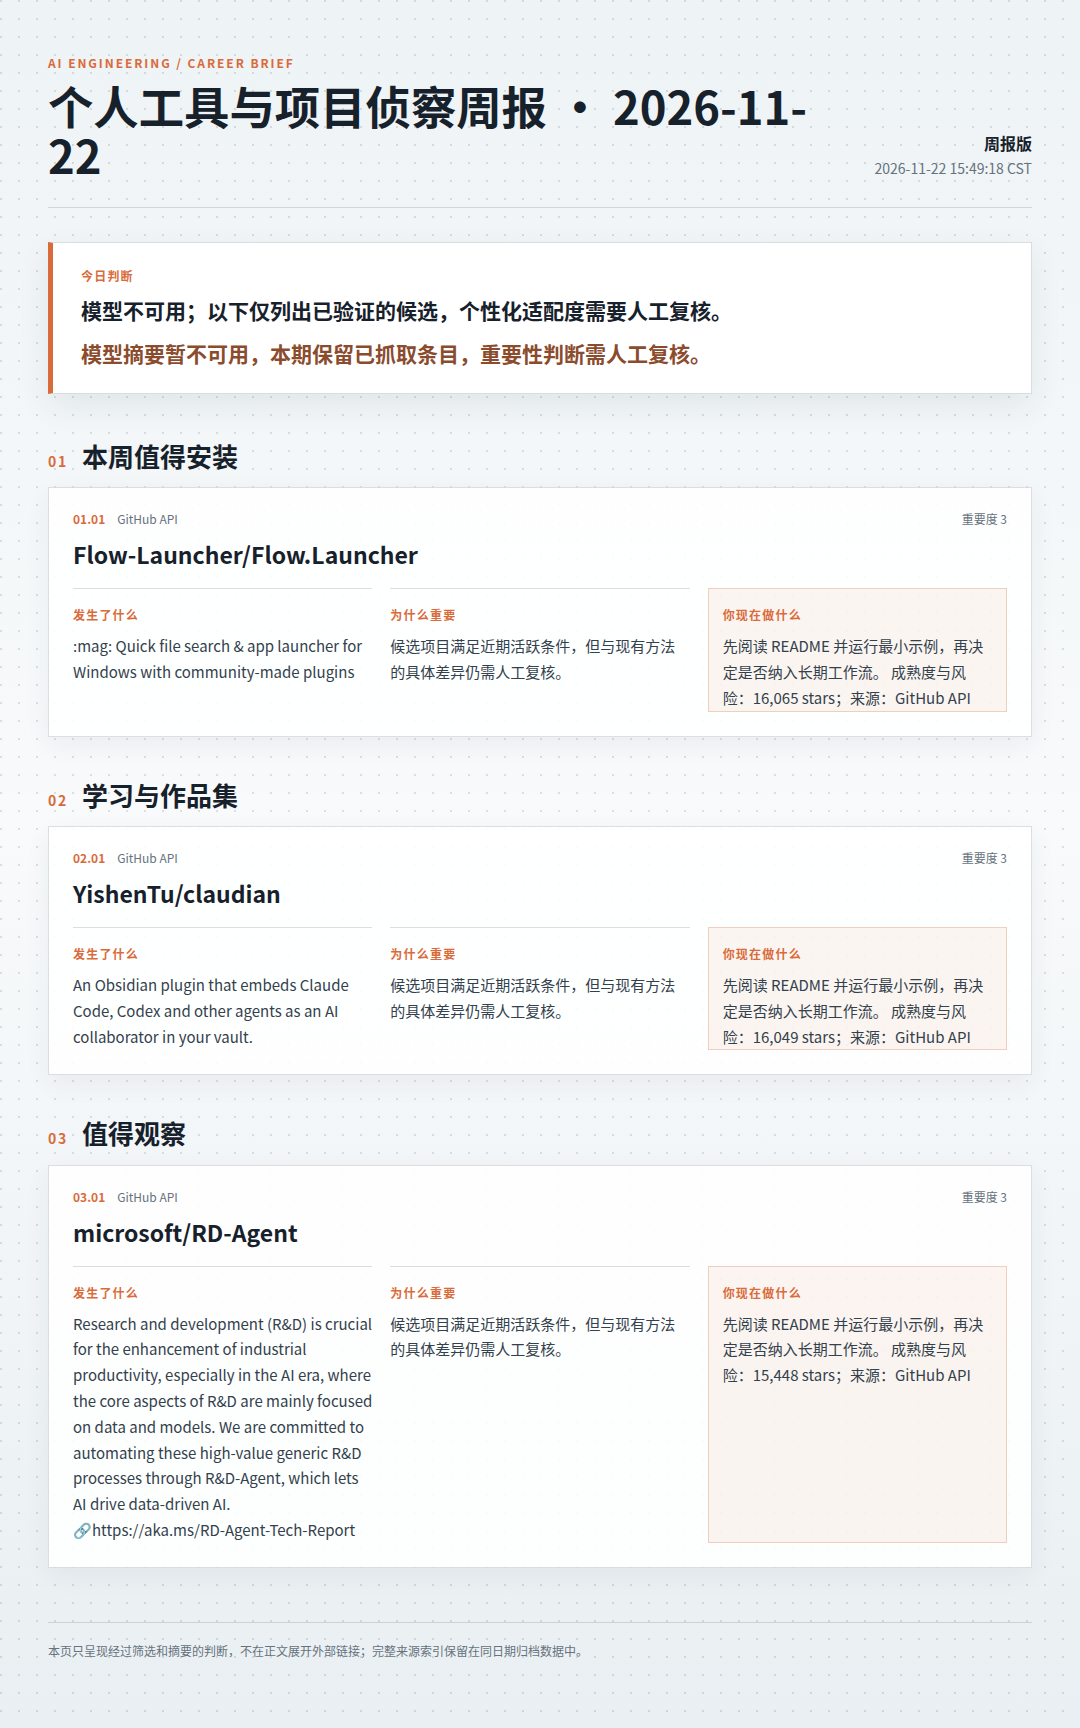 AI ENGINEERING / CAREER BRIEF
个人工具与项目侦察周报 · 2026-11-
22
周报版
2026-11-22 15:49:18 CST
今日判断
模型不可用；以下仅列出已验证的候选，个性化适配度需要人工复核。
模型摘要暂不可用，本期保留已抓取条目，重要性判断需人工复核。
01 本周值得安装
01.01 GitHub API
重要度 3
Flow-Launcher/Flow.Launcher
发生了什么
:mag: Quick file search & app launcher for
Windows with community-made plugins
为什么重要
候选项目满足近期活跃条件，但与现有方法
的具体差异仍需人工复核。
你现在做什么
先阅读 README 并运行最小示例，再决
定是否纳入长期工作流。 成熟度与风
险：16,065 stars；来源：GitHub API
02 学习与作品集
02.01 GitHub API
重要度 3
YishenTu/claudian
发生了什么
An Obsidian plugin that embeds Claude
Code, Codex and other agents as an AI
collaborator in your vault.
为什么重要
候选项目满足近期活跃条件，但与现有方法
的具体差异仍需人工复核。
你现在做什么
先阅读 README 并运行最小示例，再决
定是否纳入长期工作流。 成熟度与风
险：16,049 stars；来源：GitHub API
03 值得观察
03.01 GitHub API
重要度 3
microsoft/RD-Agent
发生了什么
Research and development (R&D) is crucial
for the enhancement of industrial
productivity, especially in the AI era, where
the core aspects of R&D are mainly focused
on data and models. We are committed to
automating these high-value generic R&D
processes through R&D-Agent, which lets
AI drive data-driven AI.
🔗https://aka.ms/RD-Agent-Tech-Report
为什么重要
候选项目满足近期活跃条件，但与现有方法
的具体差异仍需人工复核。
你现在做什么
先阅读 README 并运行最小示例，再决
定是否纳入长期工作流。 成熟度与风
险：15,448 stars；来源：GitHub API
本页只呈现经过筛选和摘要的判断，不在正文展开外部链接；完整来源索引保留在同日期归档数据中。